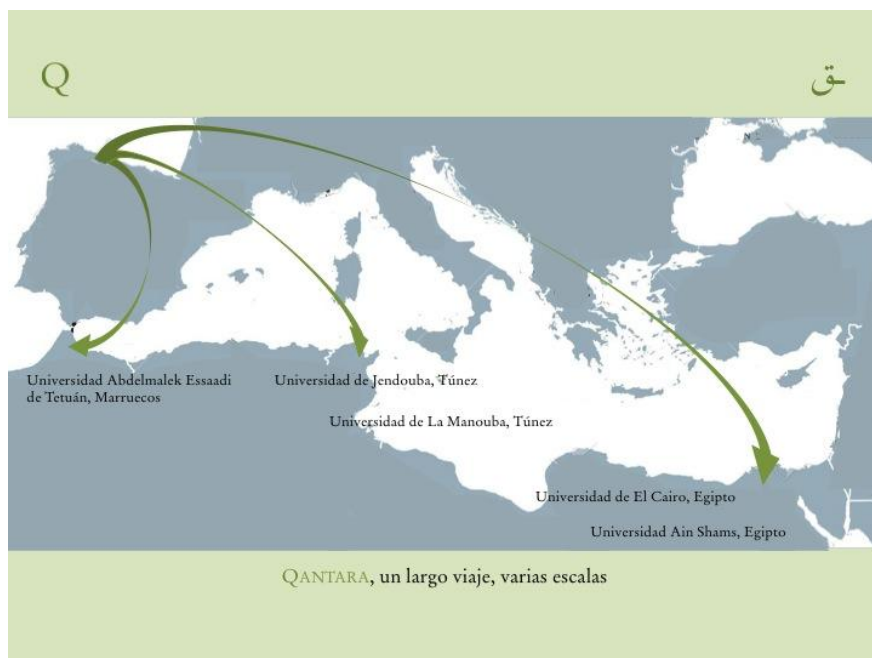 Q
ـق
Universidad Abdelmalek Essaadi
de Tetuán, Marruecos
Universidad de Jendouba, Túnez
Universidad de La Manouba, Túnez
Universidad de El Cairo, Egipto
Universidad Ain Shams, Egipto
QANTARA, un largo viaje, varias escalas